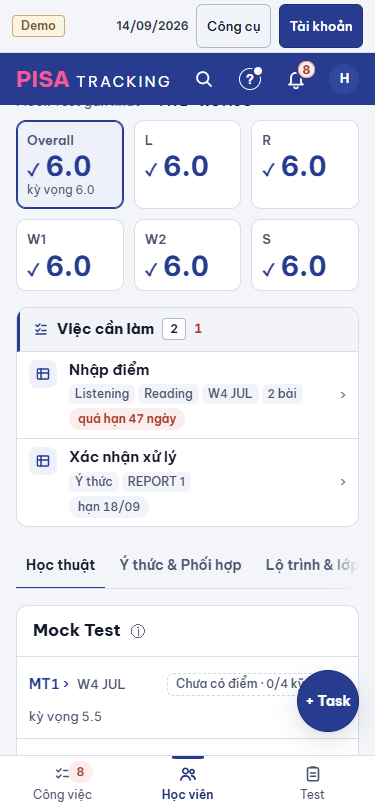 Demo
14/09/2026
Công cụ
Tài khoản
PISA TRACKING
?
8
H
Overall
✓ 6.0
kỳ vọng 6.0
L
✓ 6.0
R
✓ 6.0
W1
✓ 6.0
W2
✓ 6.0
S
✓ 6.0
Việc cần làm 2 1
Nhập điểm
Listening Reading W4 JUL 2 bài
quá hạn 47 ngày
Xác nhận xử lý
Ý thức REPORT 1
hạn 18/09
Học thuật Ý thức & Phối hợp Lộ trình & lớp
Mock Test
MT1 › W4 JUL
Chưa có điểm · 0/4
kỳ vọng 5.5
+ Task
8
Công việc
Học viên
Test